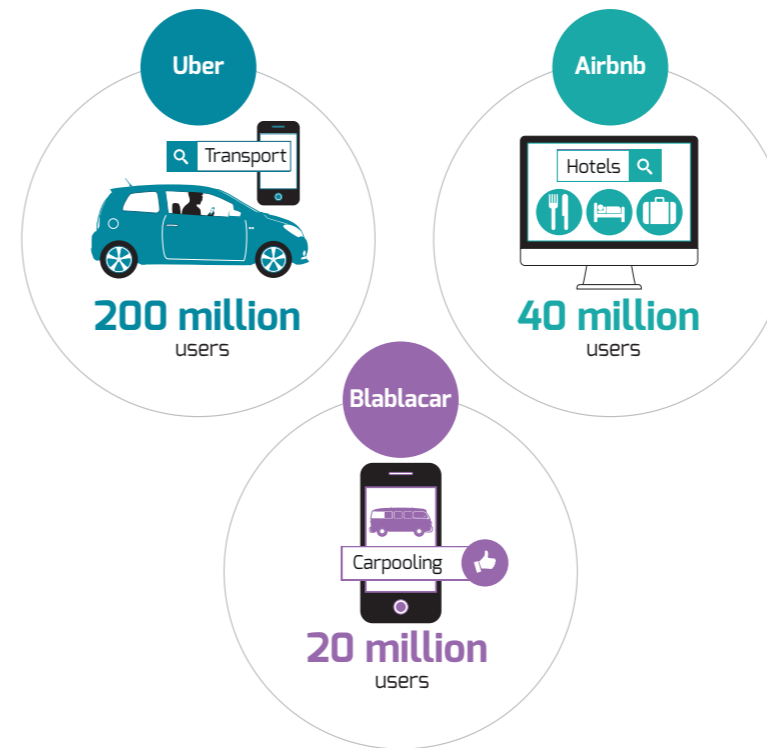 Uber
Transport
200 million
users
Airbnb
Hotels
40 million
users
Blablacar
Carpooling
20 million
users